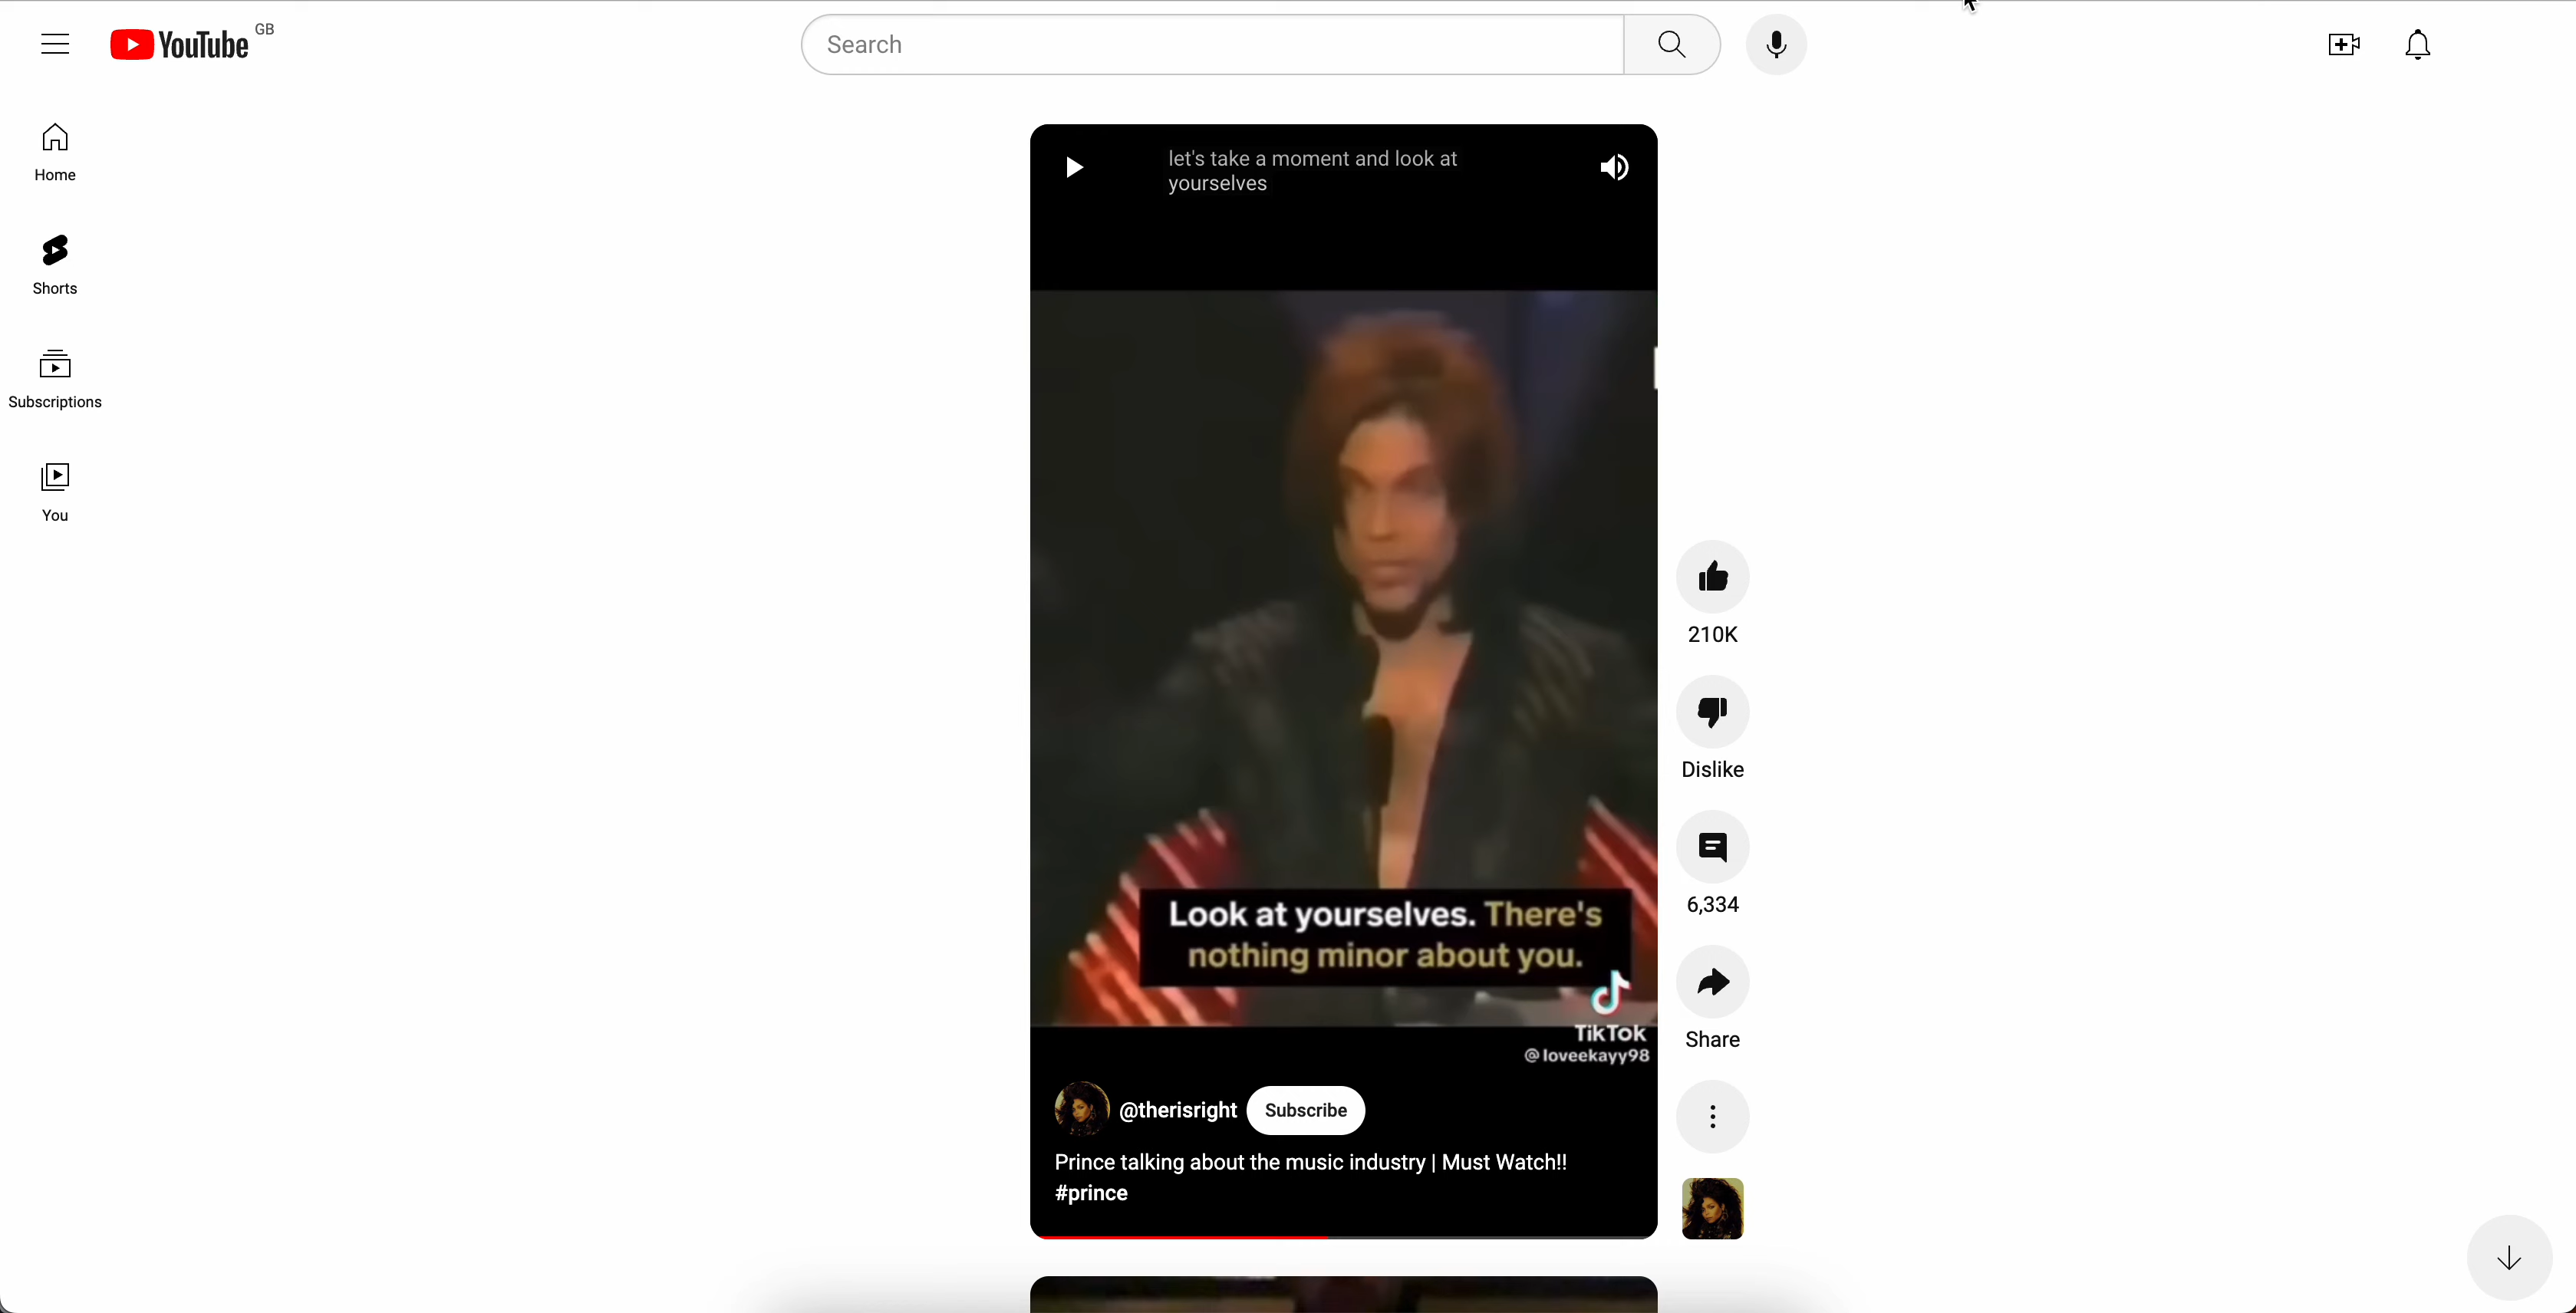 YouTube GB
Search
Home
Shorts
Subscriptions
You
let's take a moment and look at
yourselves
Look at yourselves. There's
nothing minor about you.
TikTok
@loveekayy98
@therisright Subscribe
Prince talking about the music industry | Must Watch!!
#prince
210K
Dislike
6,334
Share